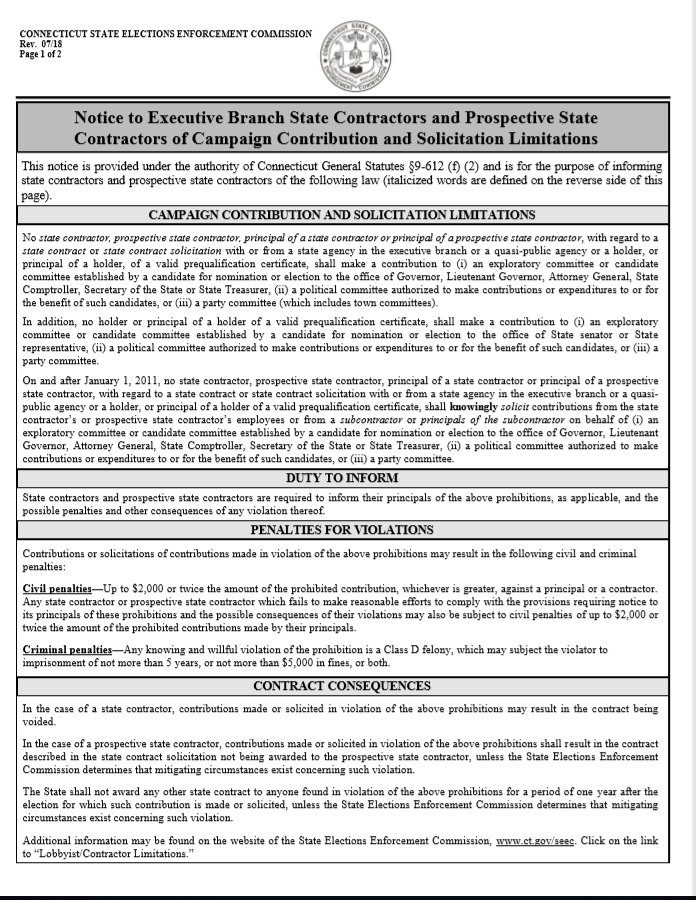 CONNECTICUT STATE ELECTIONS ENFORCEMENT COMMISSION
Rev. 07/18
Page 1 of 2
Notice to Executive Branch State Contractors and Prospective State
Contractors of Campaign Contribution and Solicitation Limitations
This notice is provided under the authority of Connecticut General Statutes §9-612 (f) (2) and is for the purpose of informing
state contractors and prospective state contractors of the following law (italicized words are defined on the reverse side of this
page).
CAMPAIGN CONTRIBUTION AND SOLICITATION LIMITATIONS
No state contractor, prospective state contractor, principal of a state contractor or principal of a prospective state contractor, with regard to a
state contract or state contract solicitation with or from a state agency in the executive branch or a quasi-public agency or a holder, or
principal of a holder, of a valid prequalification certificate, shall make a contribution to (i) an exploratory committee or candidate
committee established by a candidate for nomination or election to the office of Governor, Lieutenant Governor, Attorney General, State
Comptroller, Secretary of the State or State Treasurer, (ii) a political committee authorized to make contributions or expenditures to or for
the benefit of such candidates, or (iii) a party committee (which includes town committees).
In addition, no holder or principal of a holder of a valid prequalification certificate, shall make a contribution to (i) an exploratory
committee or candidate committee established by a candidate for nomination or election to the office of State senator or State
representative, (ii) a political committee authorized to make contributions or expenditures to or for the benefit of such candidates, or (iii) a
party committee.
On and after January 1, 2011, no state contractor, prospective state contractor, principal of a state contractor or principal of a prospective
state contractor, with regard to a state contract or state contract solicitation with or from a state agency in the executive branch or a quasi-
public agency or a holder, or principal of a holder of a valid prequalification certificate, shall knowingly solicit contributions from the state
contractor's or prospective state contractor's employees or from a subcontractor or principals of the subcontractor on behalf of (i) an
exploratory committee or candidate committee established by a candidate for nomination or election to the office of Governor, Lieutenant
Governor, Attorney General, State Comptroller, Secretary of the State or State Treasurer, (ii) a political committee authorized to make
contributions or expenditures to or for the benefit of such candidates, or (iii) a party committee.
DUTY TO INFORM
State contractors and prospective state contractors are required to inform their principals of the above prohibitions, as applicable, and the
possible penalties and other consequences of any violation thereof.
PENALTIES FOR VIOLATIONS
Contributions or solicitations of contributions made in violation of the above prohibitions may result in the following civil and criminal
penalties:
Civil penalties—Up to $2,000 or twice the amount of the prohibited contribution, whichever is greater, against a principal or a contractor.
Any state contractor or prospective state contractor which fails to make reasonable efforts to comply with the provisions requiring notice to
its principals of these prohibitions and the possible consequences of their violations may also be subject to civil penalties of up to $2,000 or
twice the amount of the prohibited contributions made by their principals.
Criminal penalties—Any knowing and willful violation of the prohibition is a Class D felony, which may subject the violator to
imprisonment of not more than 5 years, or not more than $5,000 in fines, or both.
CONTRACT CONSEQUENCES
In the case of a state contractor, contributions made or solicited in violation of the above prohibitions may result in the contract being
voided.
In the case of a prospective state contractor, contributions made or solicited in violation of the above prohibitions shall result in the contract
described in the state contract solicitation not being awarded to the prospective state contractor, unless the State Elections Enforcement
Commission determines that mitigating circumstances exist concerning such violation.
The State shall not award any other state contract to anyone found in violation of the above prohibitions for a period of one year after the
election for which such contribution is made or solicited, unless the State Elections Enforcement Commission determines that mitigating
circumstances exist concerning such violation.
Additional information may be found on the website of the State Elections Enforcement Commission, www.ct.gov/seec. Click on the link
to “Lobbyist/Contractor Limitations.”